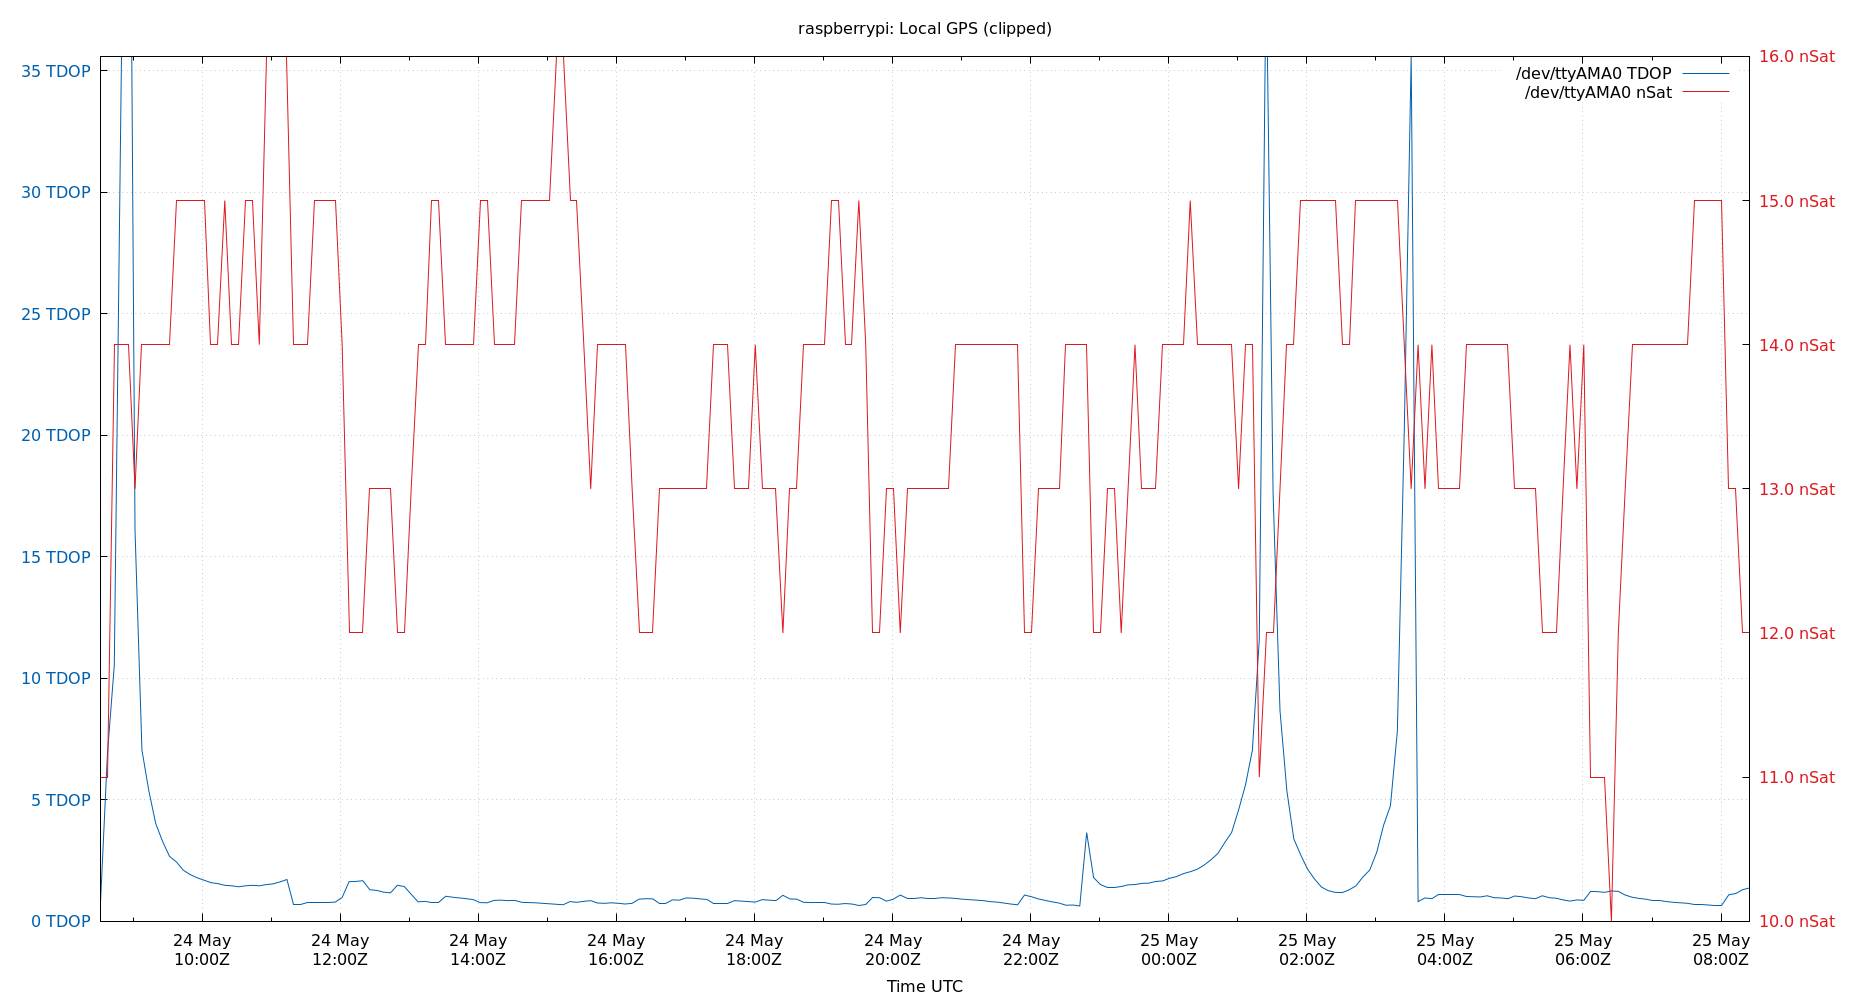 raspberrypi: Local GPS (clipped)
/dev/ttyAMA0 TDOP
/dev/ttyAMA0 nSat
35 TDOP
30 TDOP
25 TDOP
20 TDOP
15 TDOP
10 TDOP
5 TDOP
0 TDOP
16.0 nSat
15.0 nSat
14.0 nSat
13.0 nSat
12.0 nSat
11.0 nSat
10.0 nSat
24 May
10:00Z
24 May
12:00Z
24 May
14:00Z
24 May
16:00Z
24 May
18:00Z
24 May
20:00Z
24 May
22:00Z
25 May
00:00Z
25 May
02:00Z
25 May
04:00Z
25 May
06:00Z
25 May
08:00Z
Time UTC